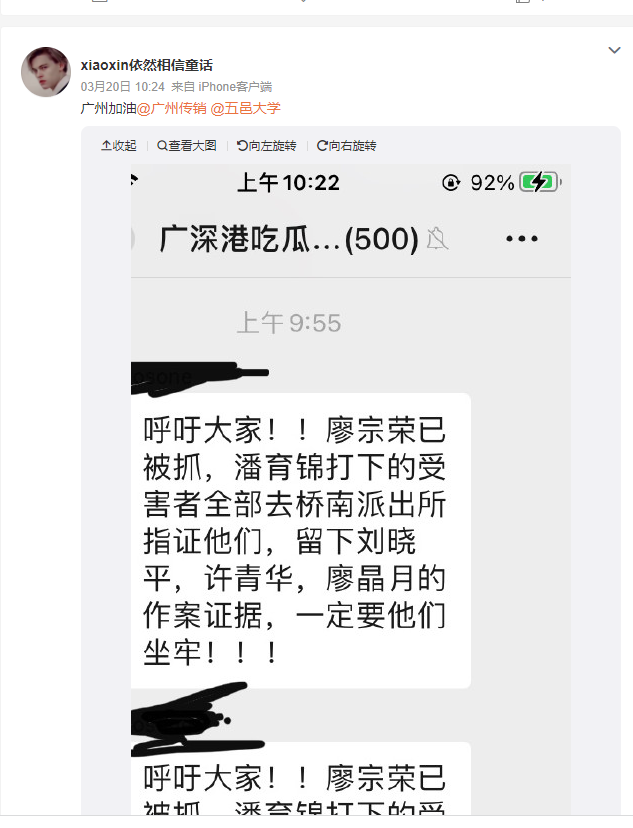 xiaoxin依然相信童话
03月20日 10:24 来自 iPhone客户端
广州加油@广州传销 @五邑大学
收起 查看大图 向左旋转 向右旋转
上午10:22 92%
广深港吃瓜...(500)
上午 9:55
呼吁大家！！廖宗荣已
被抓，潘育锦打下的受
害者全部去桥南派出所
指证他们，留下刘晓
平，许青华，廖晶月的
作案证据，一定要他们
坐牢！！！
呼吁大家！！廖宗荣已
被抓，潘育锦打下的受